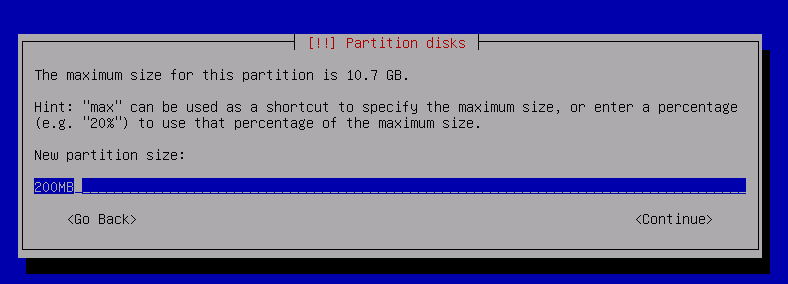 [!!] Partition disks
The maximum size for this partition is 10.7 GB.
Hint: "max" can be used as a shortcut to specify the maximum size, or enter a percentage
(e.g. "20%") to use that percentage of the maximum size.
New partition size:
200MB
<Go Back> <Continue>